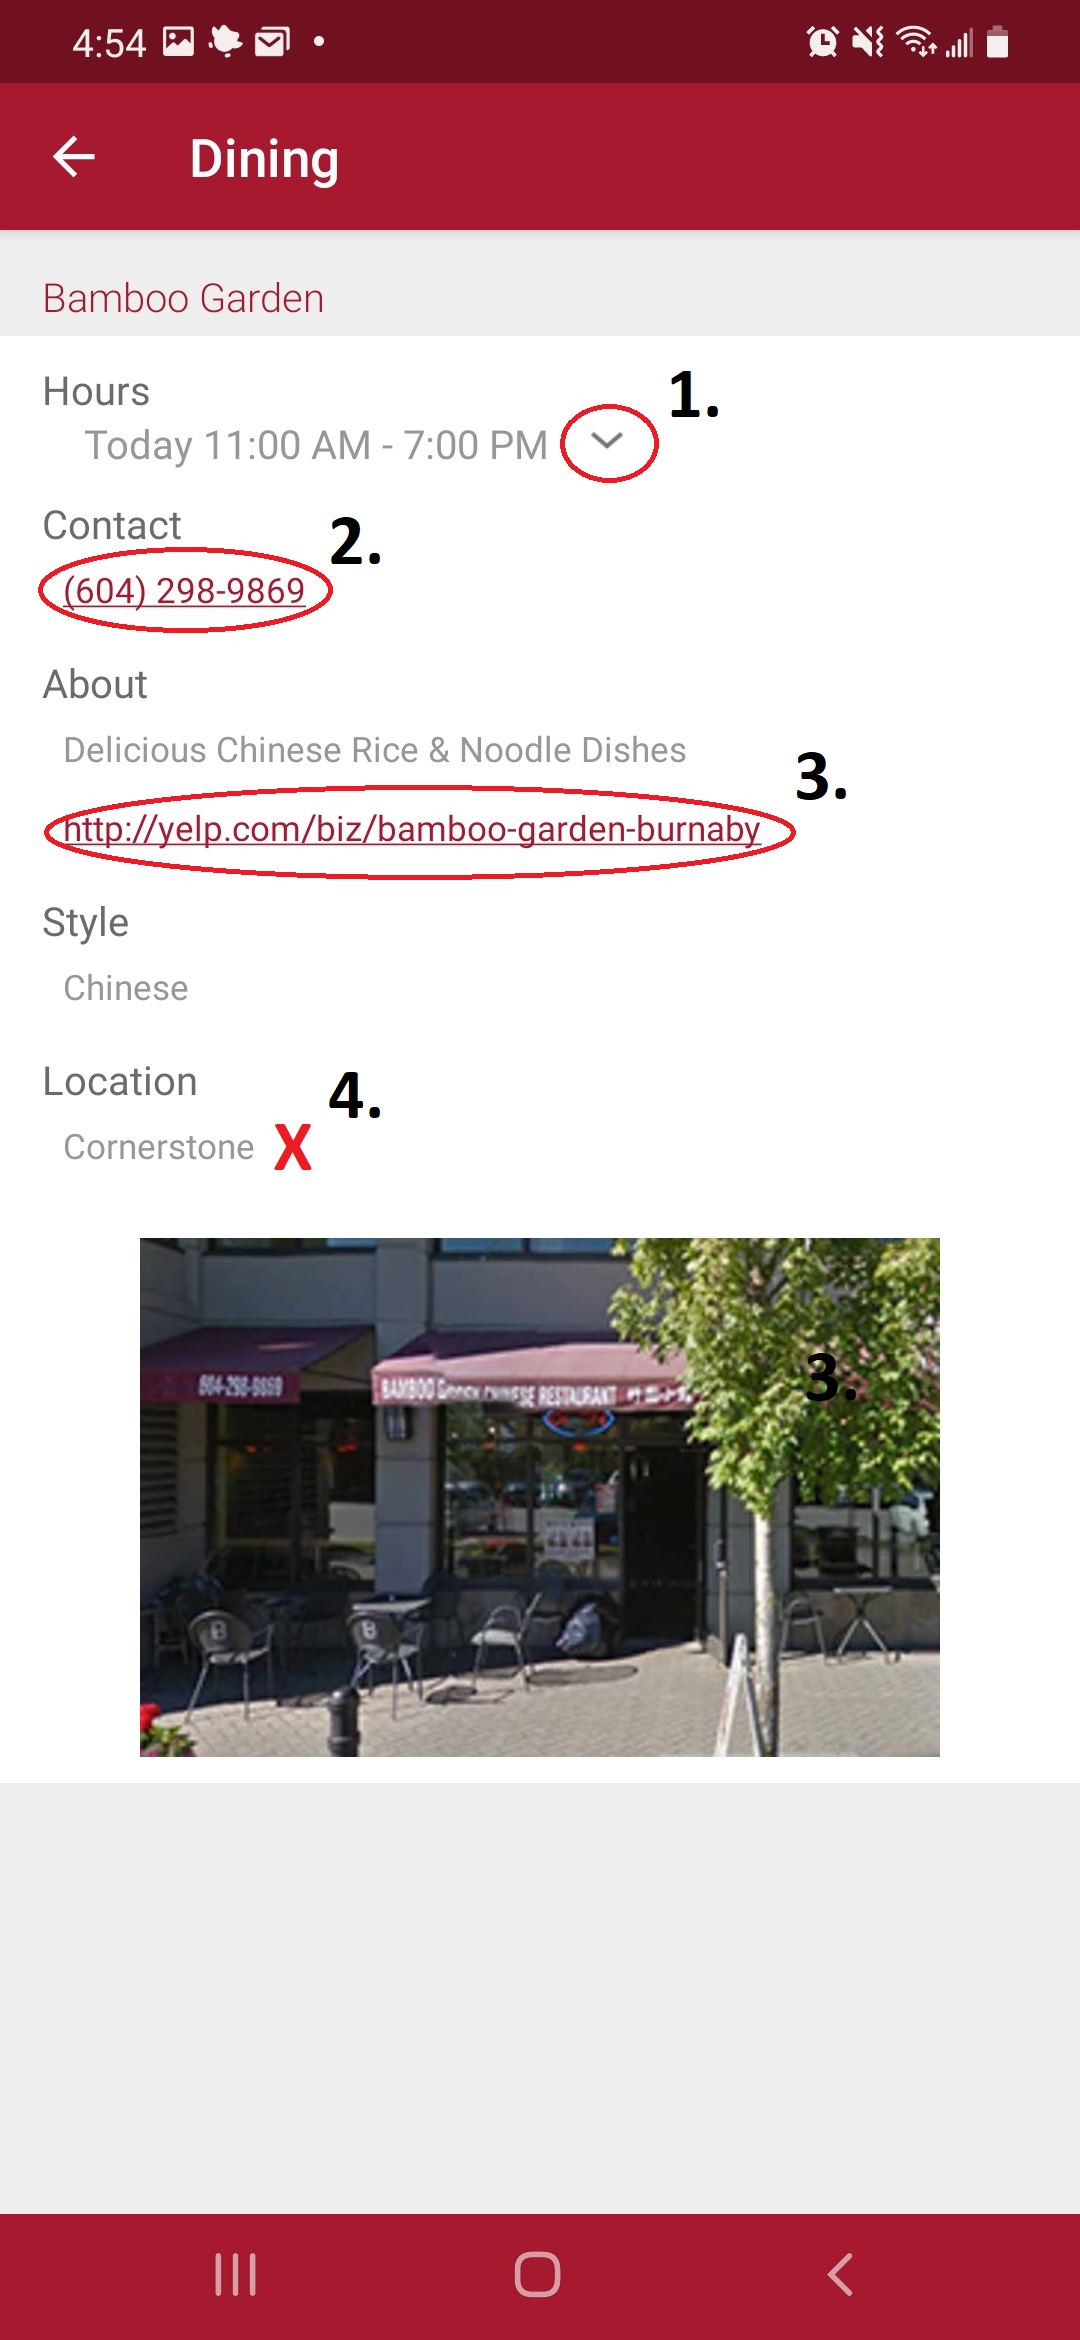 4:54
Dining
Bamboo Garden
Hours
1.
Today 11:00 AM - 7:00 PM
Contact
2.
(604) 298-9869
About
Delicious Chinese Rice & Noodle Dishes
3.
http://yelp.com/biz/bamboo-garden-burnaby
Style
Chinese
Location
4.
Cornerstone X
3.
604-298-9869
BAMBOO GARDEN CHINESE RESTAURANT